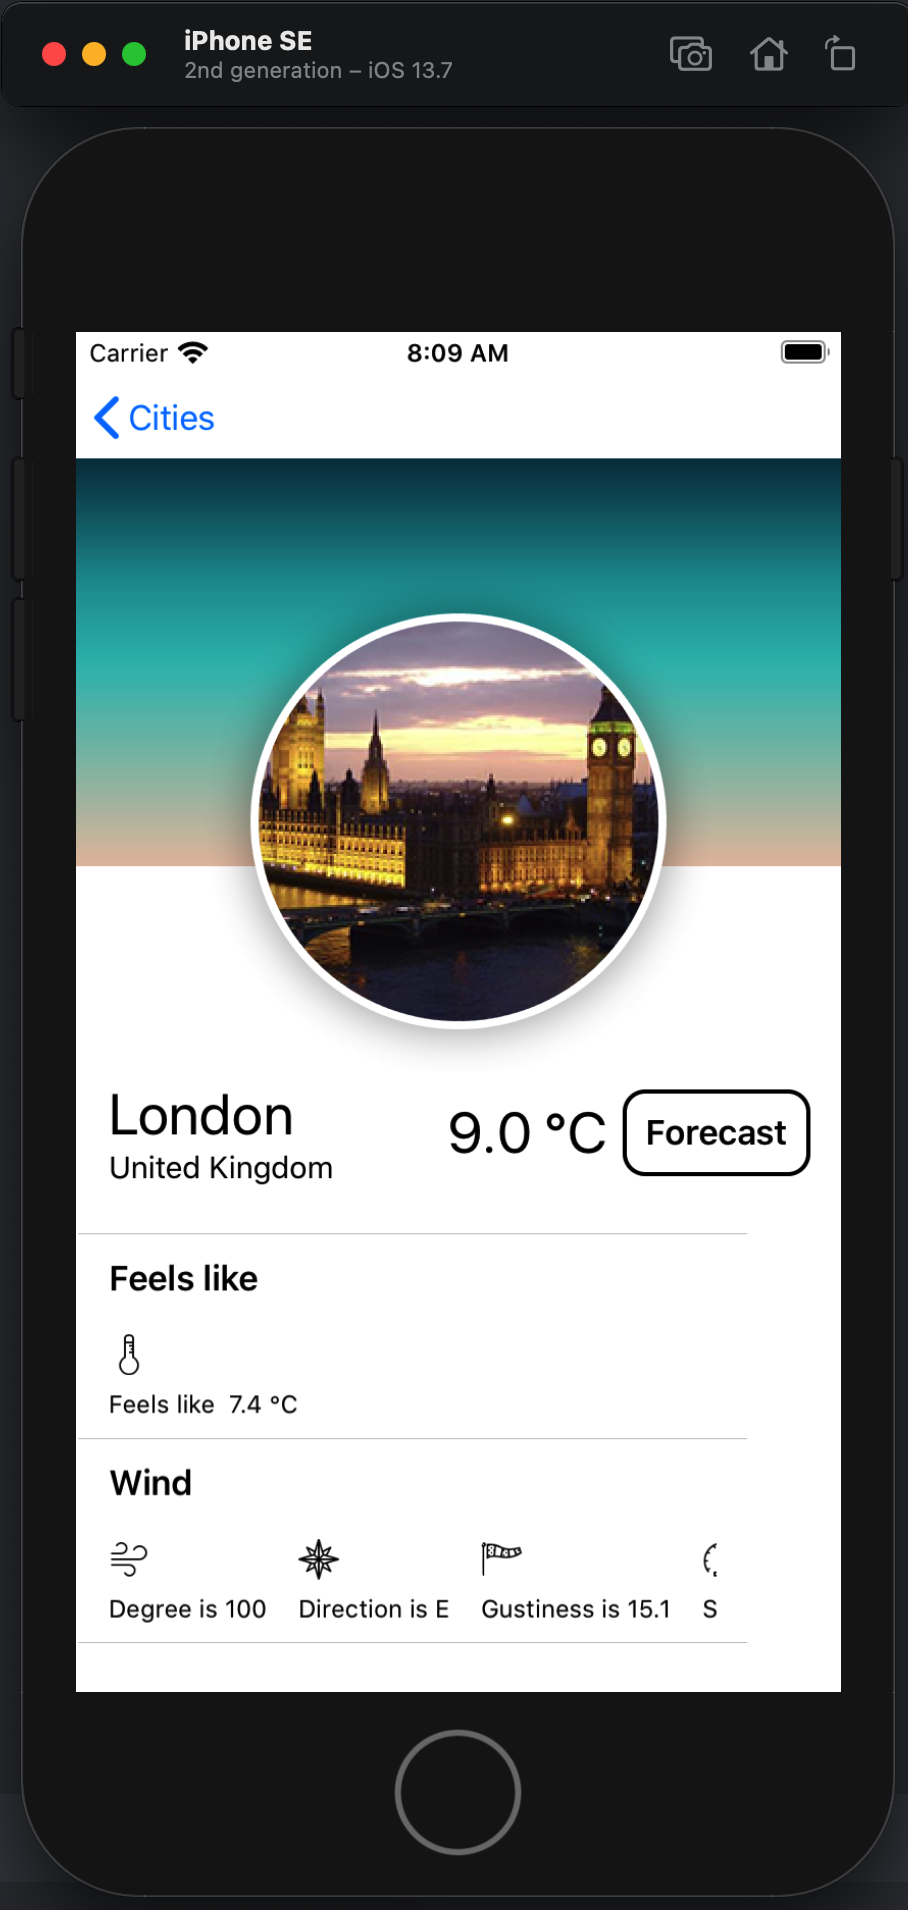 iPhone SE
2nd generation – iOS 13.7
Carrier 8:09 AM
Cities
London
United Kingdom
9.0 °C
Forecast
Feels like
Feels like 7.4 °C
Wind
Degree is 100 Direction is E Gustiness is 15.1 S